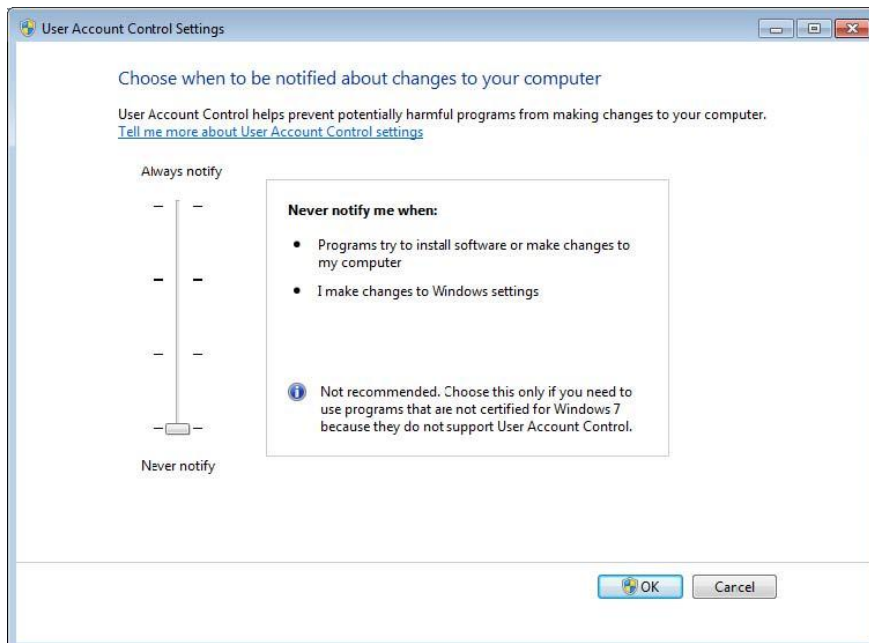 User Account Control Settings
Choose when to be notified about changes to your computer
User Account Control helps prevent potentially harmful programs from making changes to your computer.
Tell me more about User Account Control settings
Always notify
Never notify me when:
Programs try to install software or make changes to
my computer
I make changes to Windows settings
Not recommended. Choose this only if you need to
use programs that are not certified for Windows 7
because they do not support User Account Control.
Never notify
OK
Cancel